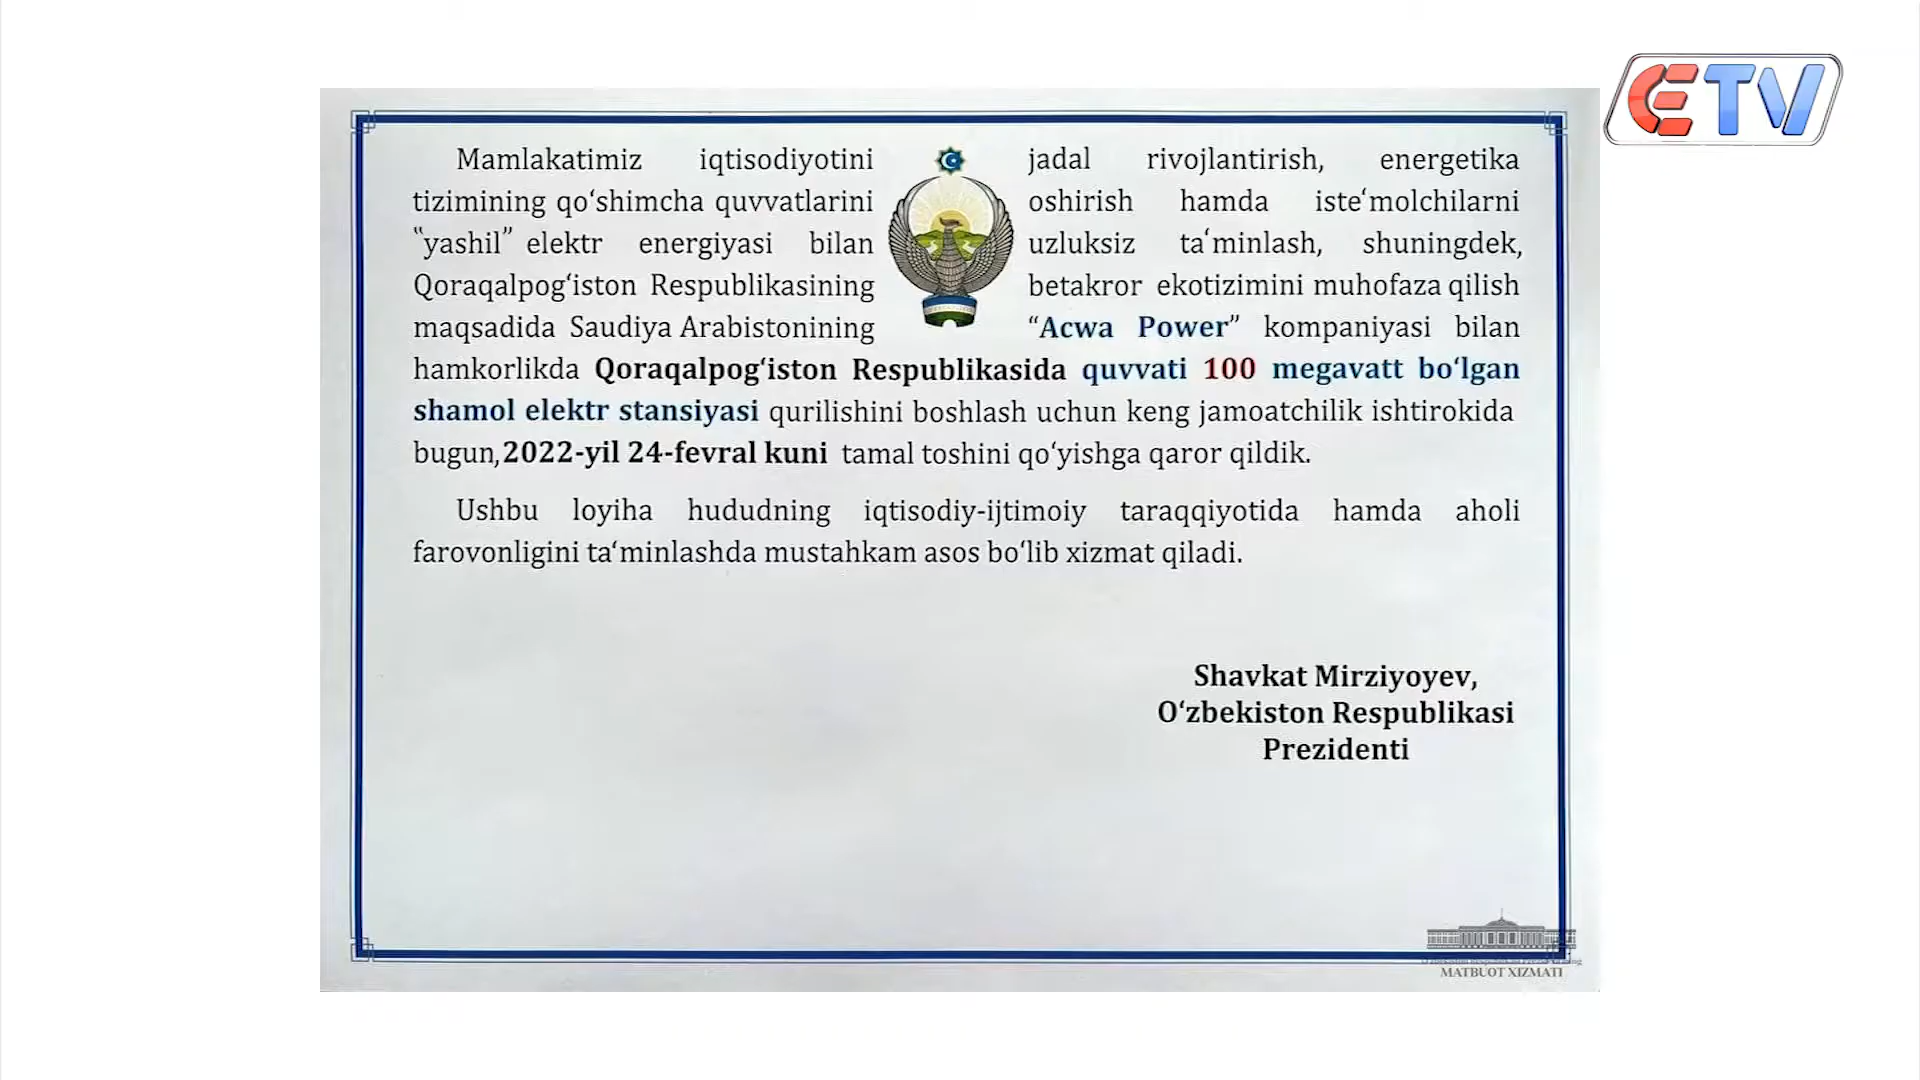 ETV
Mamlakatimiz iqtisodiyotini jadal rivojlantirish, energetika
tizimining qo‘shimcha quvvatlarini oshirish hamda iste‘molchilarni
‟yashil” elektr energiyasi bilan uzluksiz ta‘minlash, shuningdek,
Qoraqalpog‘iston Respublikasining betakror ekotizimini muhofaza qilish
maqsadida Saudiya Arabistonining “Acwa Power” kompaniyasi bilan
hamkorlikda Qoraqalpog‘iston Respublikasida quvvati 100 megavatt bo‘lgan
shamol elektr stansiyasi qurilishini boshlash uchun keng jamoatchilik ishtirokida
bugun, 2022-yil 24-fevral kuni tamal toshini qo‘yishga qaror qildik.
Ushbu loyiha hududning iqtisodiy-ijtimoiy taraqqiyotida hamda aholi
farovonligini ta‘minlashda mustahkam asos bo‘lib xizmat qiladi.
Shavkat Mirziyoyev,
O‘zbekiston Respublikasi
Prezidenti
MATBUOT XIZMATI